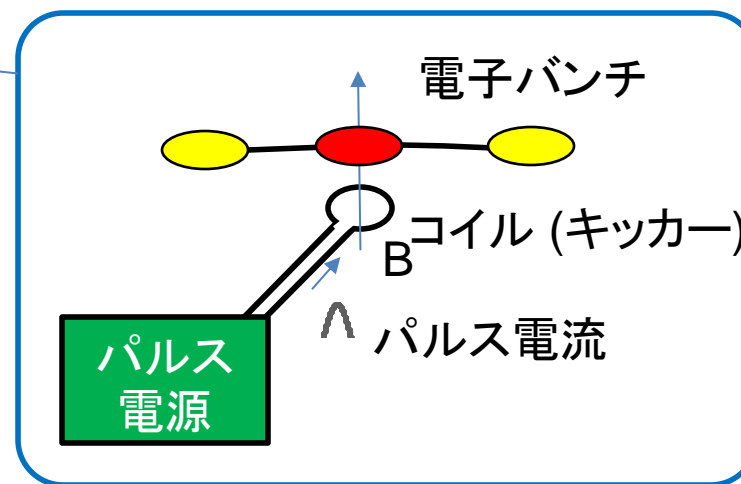 電子バンチ
コイル (キッカー)
B
パルス電流
パルス
電源